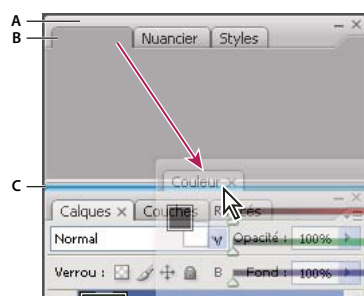 A
B
Nuancier Styles
C
Couleur ×
Calques × Couches R
Normal Opacité : 100%
Verrou : B Fond : 100%